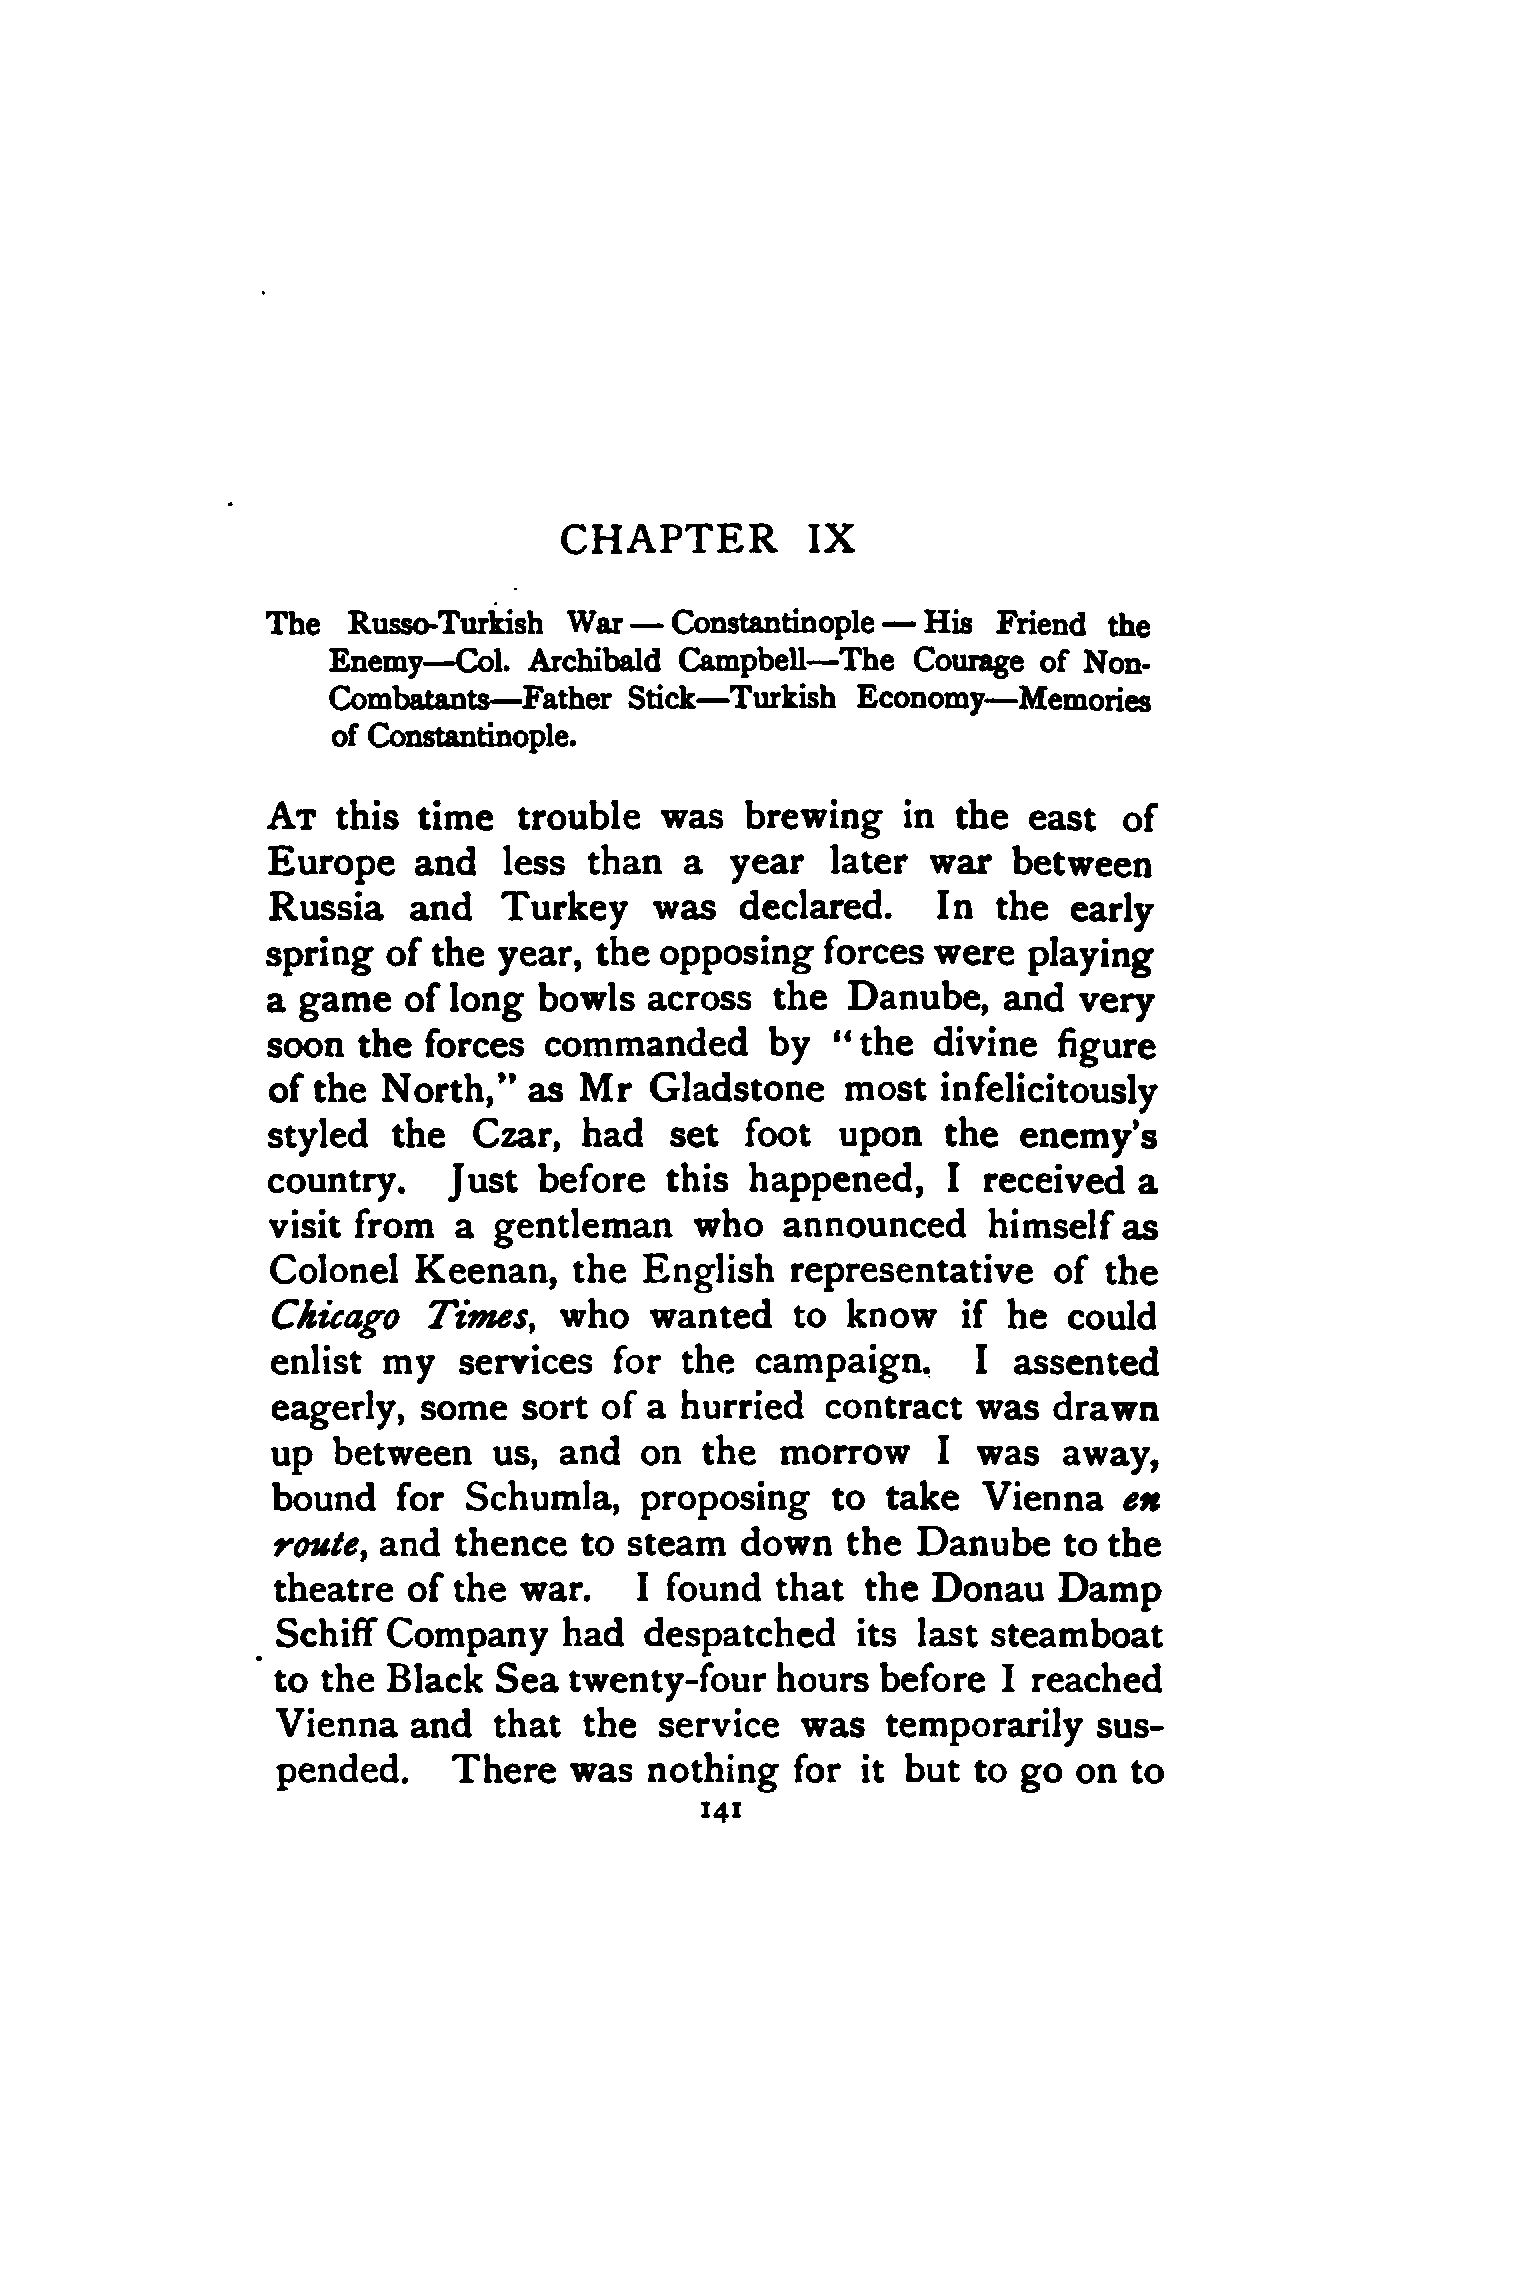 CHAPTER IX
The Russo-Turkish War — Constantinople — His Friend the
Enemy—Col. Archibald Campbell—The Courage of Non-
Combatants—Father Stick—Turkish Economy—Memories
of Constantinople.
AT this time trouble was brewing in the east of
Europe and less than a year later war between
Russia and Turkey was declared. In the early
spring of the year, the opposing forces were playing
a game of long bowls across the Danube, and very
soon the forces commanded by "the divine figure
of the North," as Mr Gladstone most infelicitously
styled the Czar, had set foot upon the enemy's
country. Just before this happened, I received a
visit from a gentleman who announced himself as
Colonel Keenan, the English representative of the
Chicago Times, who wanted to know if he could
enlist my services for the campaign. I assented
eagerly, some sort of a hurried contract was drawn
up between us, and on the morrow I was away,
bound for Schumla, proposing to take Vienna en
route, and thence to steam down the Danube to the
theatre of the war. I found that the Donau Damp
Schiff Company had despatched its last steamboat
to the Black Sea twenty-four hours before I reached
Vienna and that the service was temporarily sus-
pended. There was nothing for it but to go on to
141